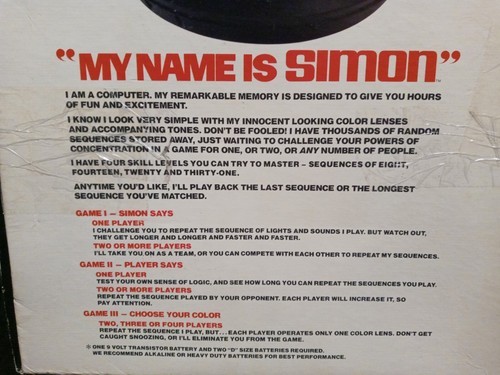 "MY NAME IS SIMON"
I AM A COMPUTER. MY REMARKABLE MEMORY IS DESIGNED TO GIVE YOU HOURS
OF FUN AND EXCITEMENT.
I KNOW I LOOK VERY SIMPLE WITH MY INNOCENT LOOKING COLOR LENSES
AND ACCOMPANYING TONES. DON'T BE FOOLED! I HAVE THOUSANDS OF RANDOM
SEQUENCES STORED AWAY, JUST WAITING TO CHALLENGE YOUR POWERS OF
CONCENTRATION IN A GAME FOR ONE, OR TWO, OR ANY NUMBER OF PEOPLE.
I HAVE FOUR SKILL LEVELS YOU CAN TRY TO MASTER – SEQUENCES OF EIGHT,
FOURTEEN, TWENTY AND THIRTY-ONE.
ANYTIME YOU'D LIKE, I'LL PLAY BACK THE LAST SEQUENCE OR THE LONGEST
SEQUENCE YOU'VE MATCHED.
GAME I – SIMON SAYS
ONE PLAYER
I CHALLENGE YOU TO REPEAT THE SEQUENCE OF LIGHTS AND SOUNDS I PLAY. BUT WATCH OUT,
THEY GET LONGER AND LONGER AND FASTER AND FASTER.
TWO OR MORE PLAYERS
I'LL TAKE YOU ON AS A TEAM, OR YOU CAN COMPETE WITH EACH OTHER TO REPEAT MY SEQUENCES.
GAME II – PLAYER SAYS
ONE PLAYER
TEST YOUR OWN SENSE OF LOGIC, AND SEE HOW LONG YOU CAN REPEAT THE SEQUENCES YOU PLAY.
TWO OR MORE PLAYERS
REPEAT THE SEQUENCE PLAYED BY YOUR OPPONENT. EACH PLAYER WILL INCREASE IT, SO
PAY ATTENTION.
GAME III – CHOOSE YOUR COLOR
TWO, THREE OR FOUR PLAYERS
REPEAT THE SEQUENCE I PLAY, BUT...EACH PLAYER OPERATES ONLY ONE COLOR LENS. DON'T GET
CAUGHT SNOOZING, OR I'LL ELIMINATE YOU FROM THE GAME.
* ONE 9 VOLT TRANSISTOR BATTERY AND TWO "D" SIZE BATTERIES REQUIRED.
WE RECOMMEND ALKALINE OR HEAVY DUTY BATTERIES FOR BEST PERFORMANCE.